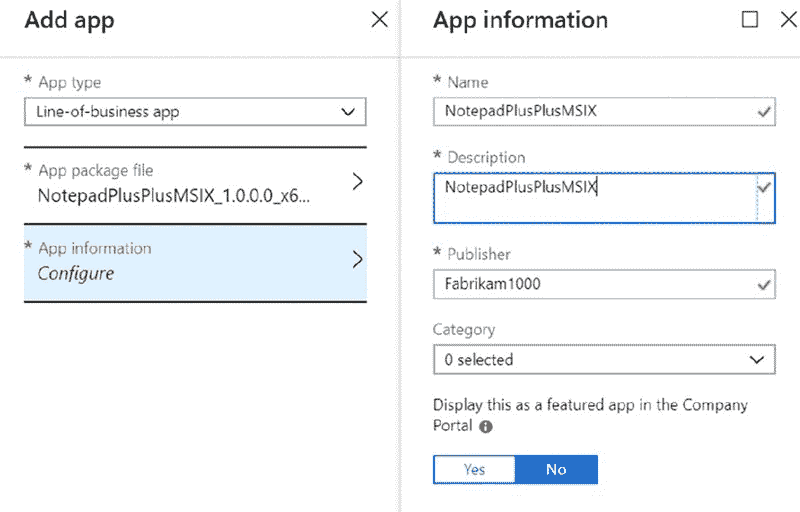 Add app
* App type
Line-of-business app
* App package file
NotepadPlusPlusMSIX_1.0.0.0_x6...
* App information
Configure
App information
* Name
NotepadPlusPlusMSIX
* Description
NotepadPlusPlusMSIX
* Publisher
Fabrikam1000
Category
0 selected
Display this as a featured app in the Company
Portal
Yes No